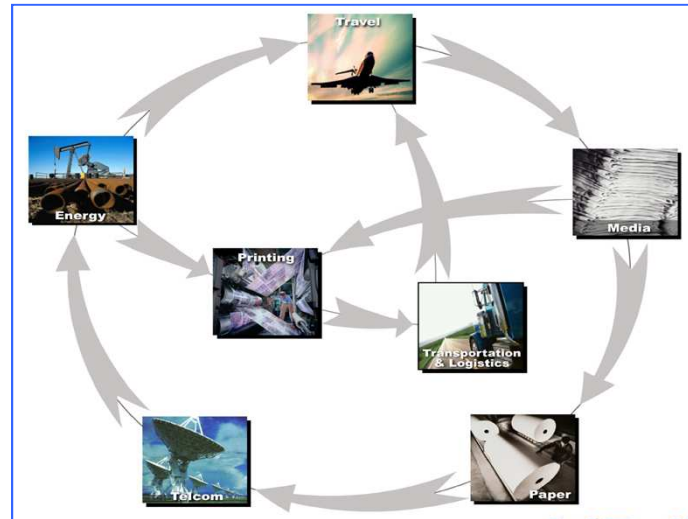 Travel
Energy
Media
Printing
Transportation
& Logistics
Telcom
Paper